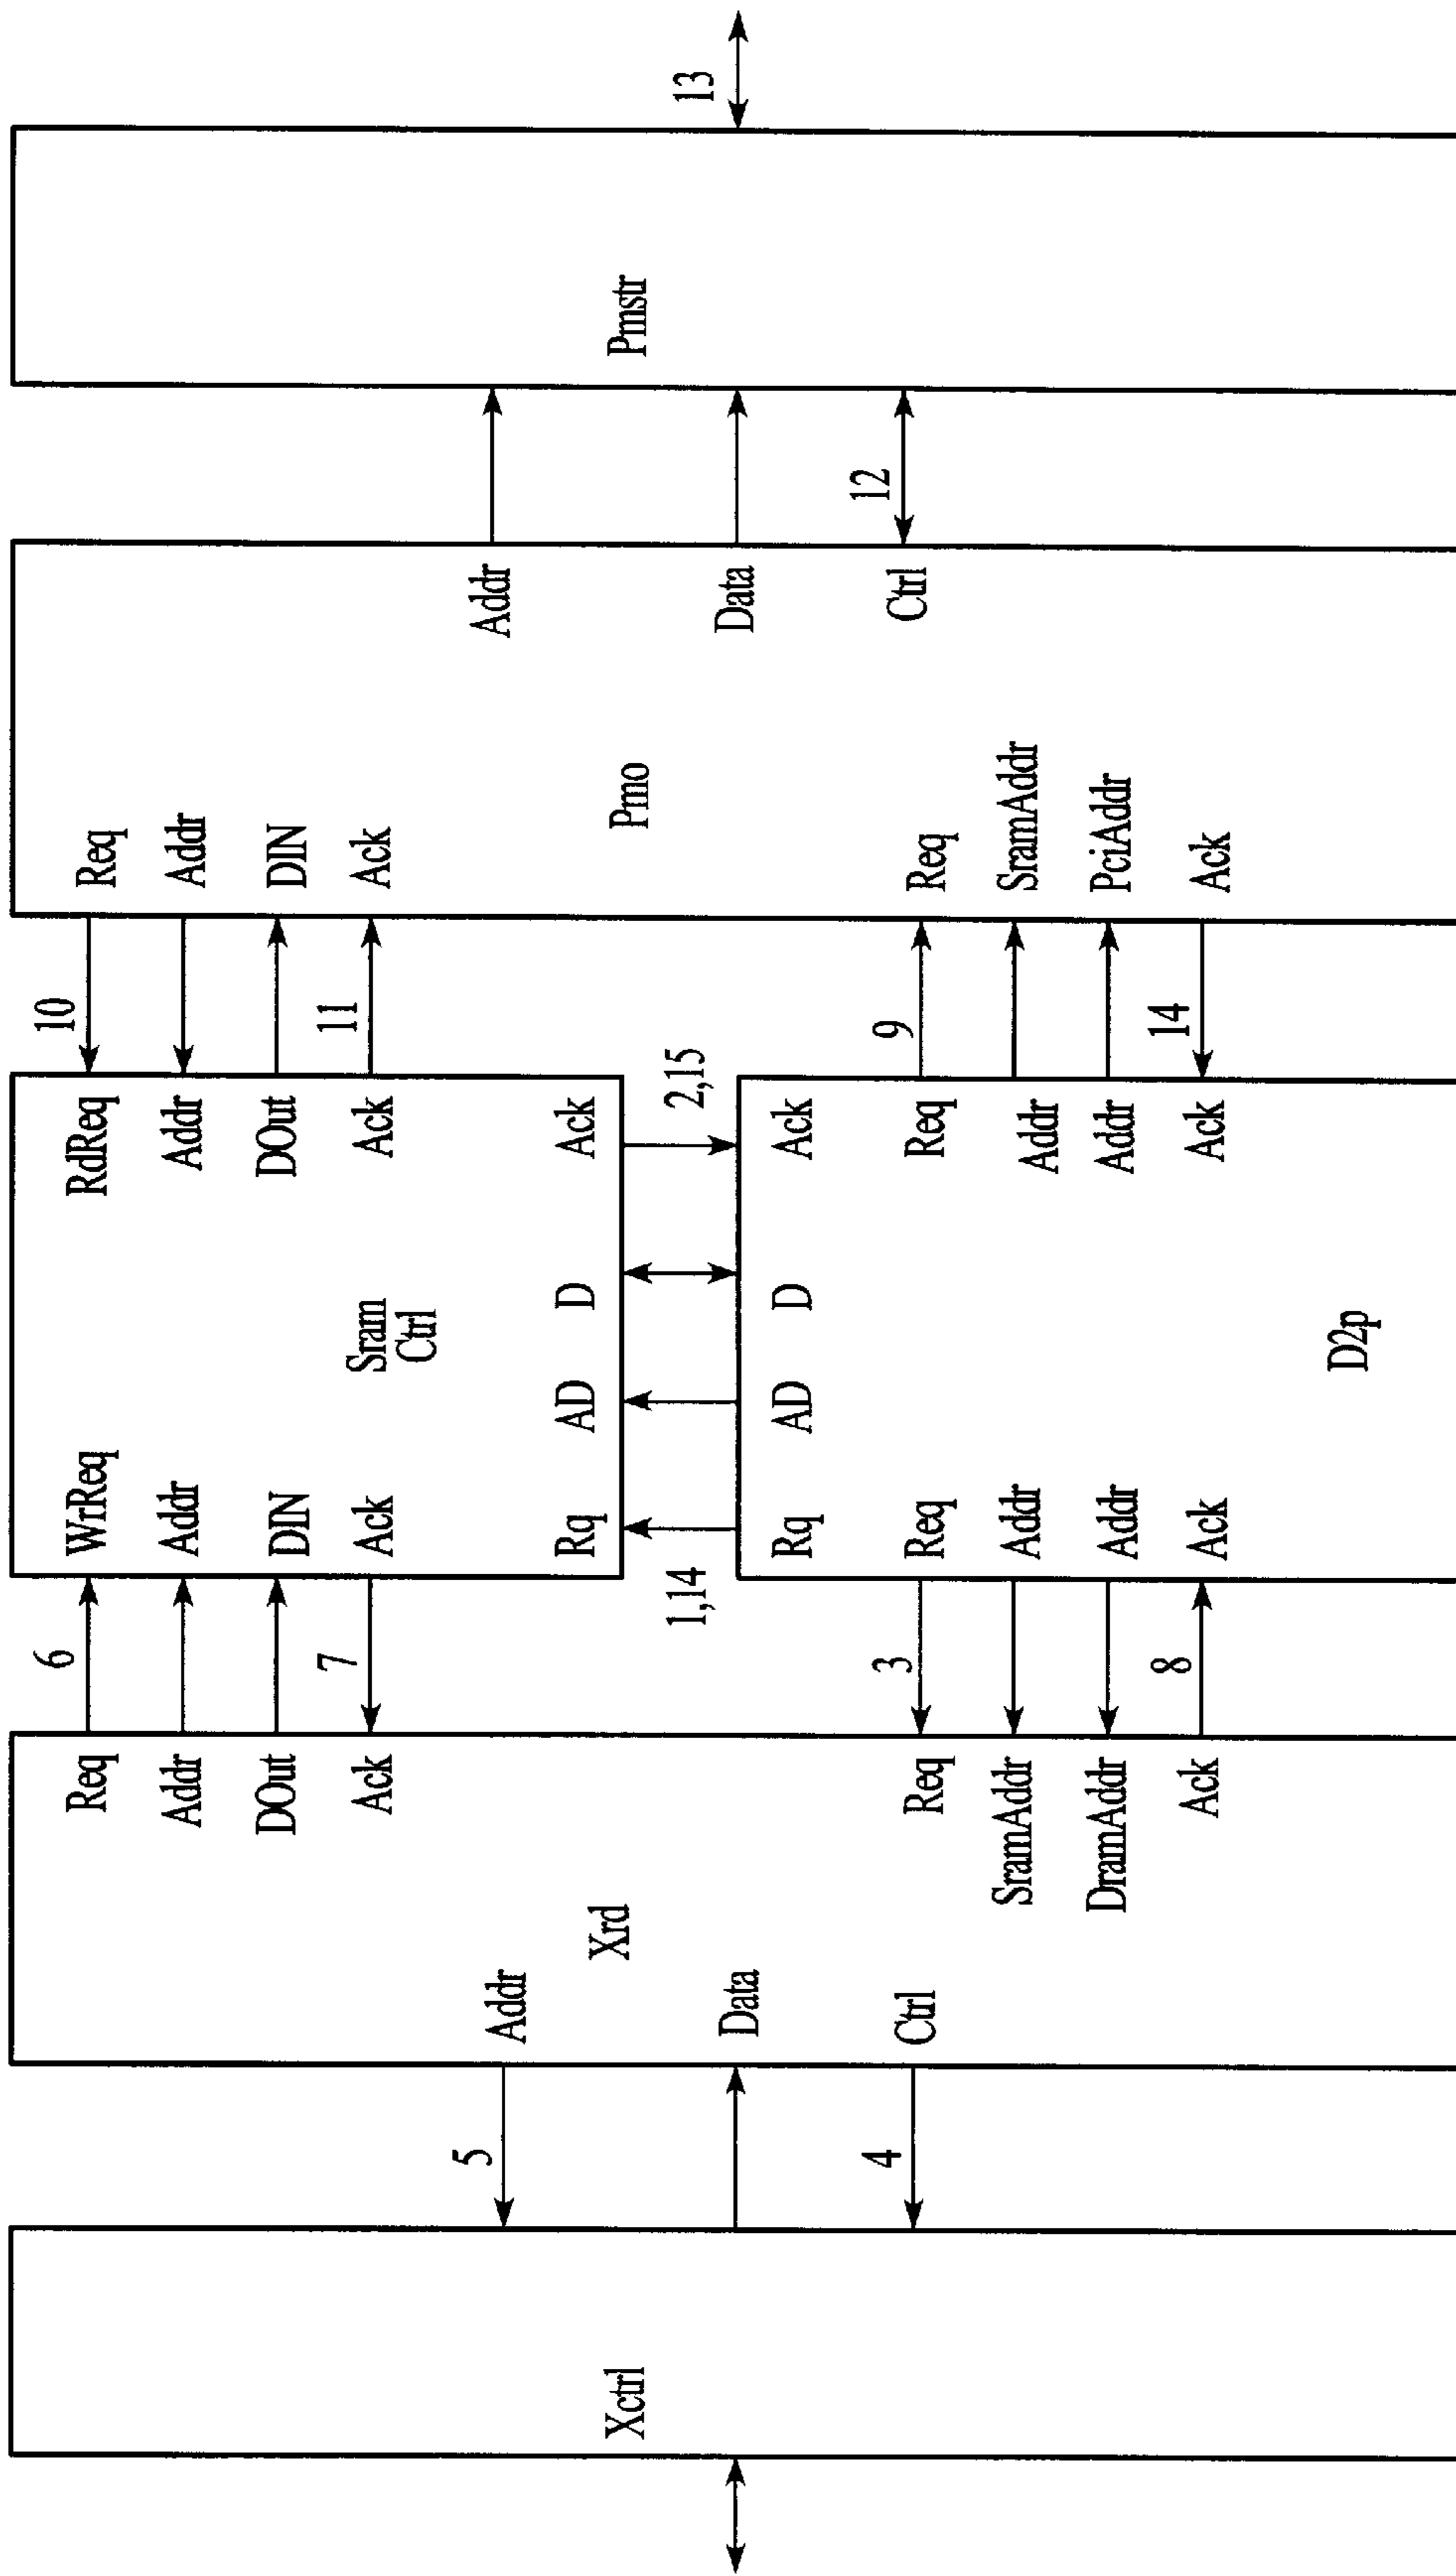 Xctrl
5
4
Addr
Data
Ctrl
Xrd
Req
Addr
DOut
Ack
Req
SramAddr
DramAddr
Ack
6
7
3
8
WrReq
Addr
DIN
Ack
Sram
Ctrl
RdReq
Addr
DOut
Ack
Rq
AD
D
Ack
1,14
2,15
Rq
AD
D
Ack
Req
Addr
Addr
Ack
D2p
Req
Addr
Addr
Ack
10
11
9
14
Req
Addr
DIN
Ack
Pmo
Req
SramAddr
PciAddr
Ack
Addr
Data
Ctrl
12
Pmstr
13